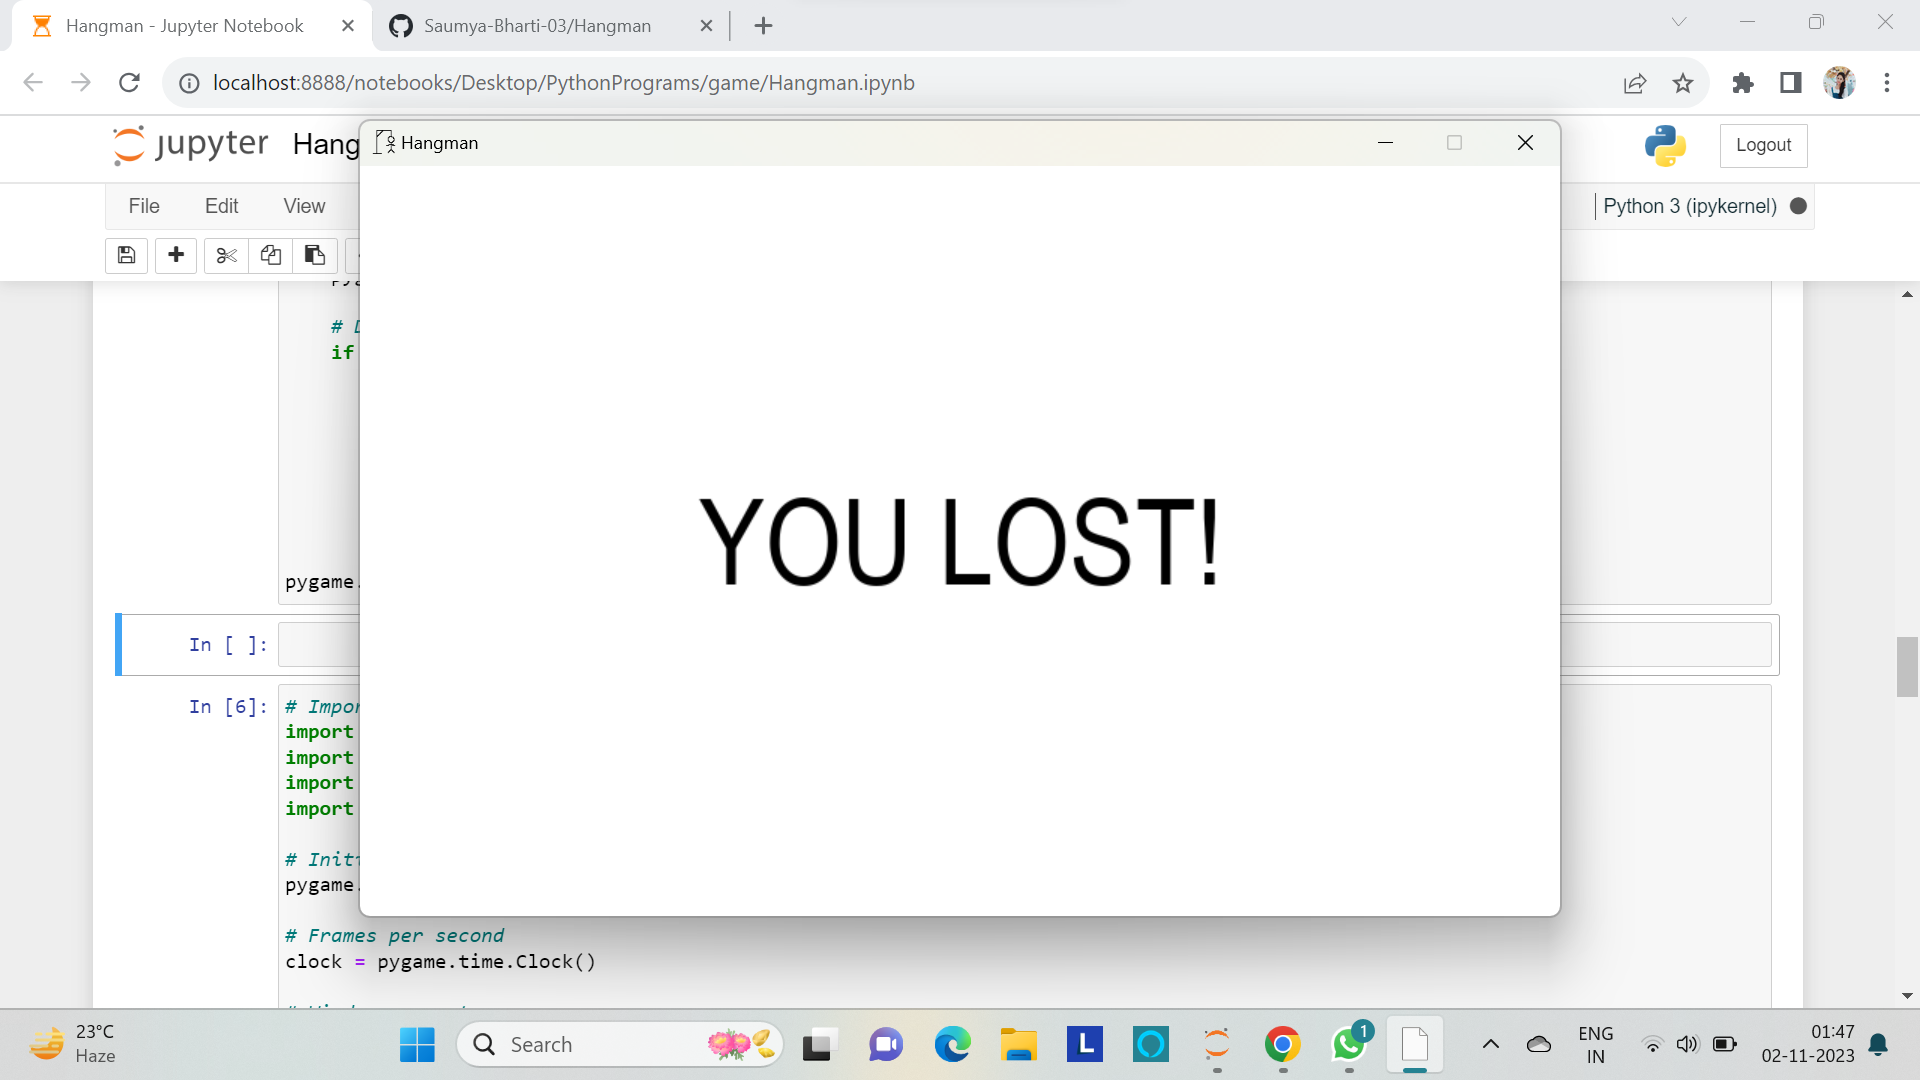 Hangman - Jupyter Notebook
Saumya-Bharti-03/Hangman
localhost:8888/notebooks/Desktop/PythonPrograms/game/Hangman.ipynb
jupyter Hang
Hangman
Logout
File Edit View
Python 3 (ipykernel)
if
YOU LOST!
pygame.
In [ ]:
In [6]: # Impor
import
import
import
import
# Init
pygame.
# Frames per second
clock = pygame.time.Clock()
23°C
Haze
Search
L
1
ENG
IN
01:47
02-11-2023